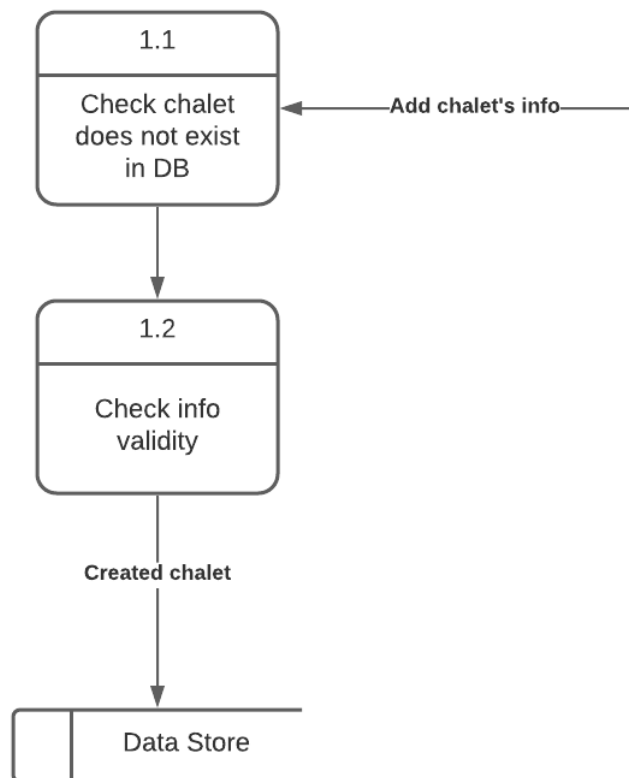 1.1
Check chalet
does not exist
in DB
Add chalet's info
1.2
Check info
validity
Created chalet
Data Store